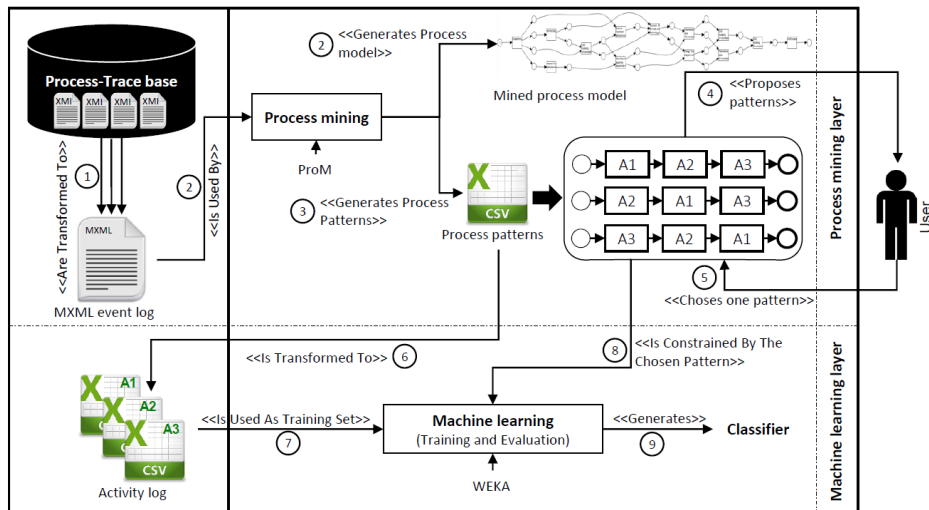 Process-Trace base
XMI XMI XMI XMI
<<Are Transformed To>>
1
MXML
MXML event log
2
<<Is Used By>>
Process mining
ProM
2
<<Generates Process
model>>
Mined process model
3
<<Generates Process
Patterns>>
X
CSV
Process patterns
4
<<Proposes
patterns>>
A1 A2 A3
A2 A1 A3
A3 A2 A1
5
<<Choses one pattern>>
User
Process mining layer
<<Is Transformed To>>
6
8
<<Is Constrained By The
Chosen Pattern>>
X A1
X A2
X A3
CSV
Activity log
<<Is Used As Training Set>>
7
Machine learning
(Training and Evaluation)
WEKA
<<Generates>>
9
Classifier
Machine learning layer